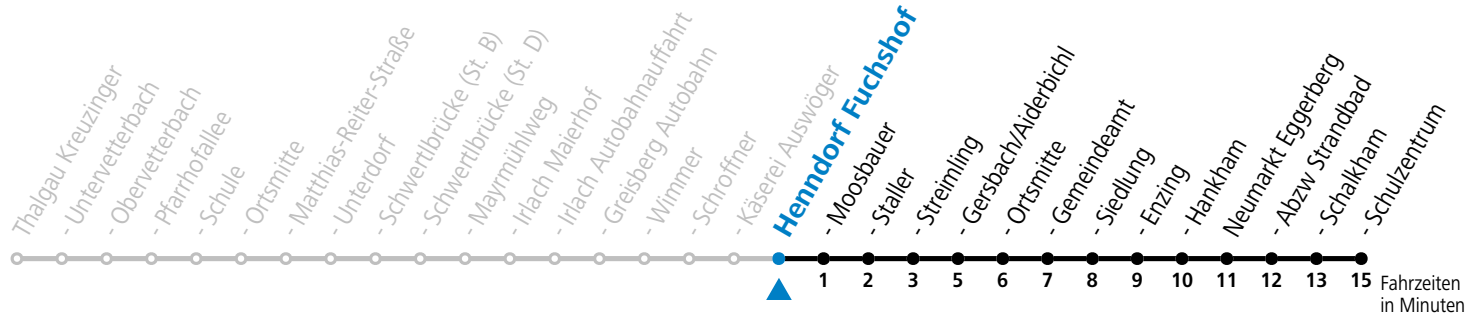 Thalgau Kreuzinger
- Untervetterbach
- Obervetterbach
- Pfarrhofallee
- Schule
- Ortsmitte
- Matthias-Reiter-Straße
- Unterdorf
- Schwertlbrücke (St. B)
- Schwertlbrücke (St. D)
- Mayrmühlweg
- Irlach Maierhof
- Irlach Autobahnauffahrt
- Greisberg Autobahn
- Wimmer
- Schroffner
- Käserei Auswöger
Henndorf Fuchshof
- Moosbauer
- Staller
- Streimling
- Gersbach/Aiderbichl
- Ortsmitte
- Gemeindeamt
- Siedlung
- Enzing
- Hankham
Neumarkt Eggerberg
- Abzw Strandbad
- Schalkham
- Schulzentrum
1 2 3 5 6 7 8 9 10 11 12 13 15 Fahrzeiten
in Minuten